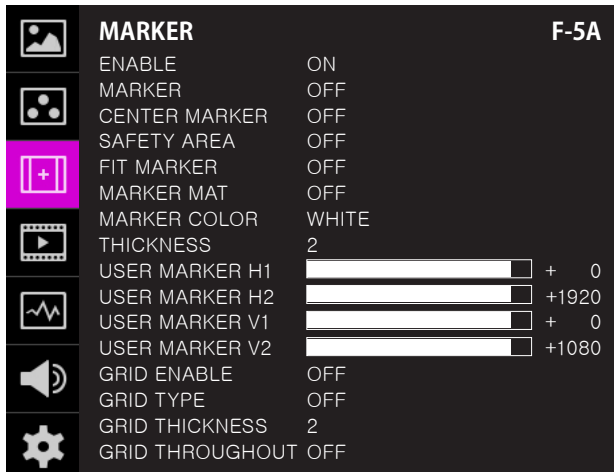 MARKER F-5A
ENABLE ON
MARKER OFF
CENTER MARKER OFF
SAFETY AREA OFF
FIT MARKER OFF
MARKER MAT OFF
MARKER COLOR WHITE
THICKNESS 2
USER MARKER H1 + 0
USER MARKER H2 +1920
USER MARKER V1 + 0
USER MARKER V2 +1080
GRID ENABLE OFF
GRID TYPE OFF
GRID THICKNESS 2
GRID THROUGHOUT OFF